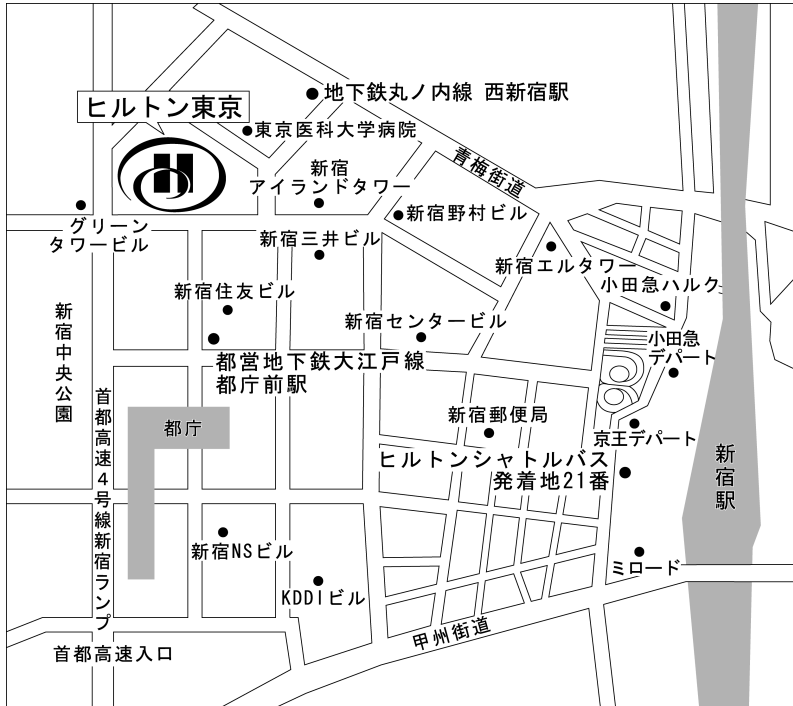 地下鉄丸ノ内線 西新宿駅
ヒルトン東京
東京医科大学病院
青梅街道
新宿
アイランドタワー
新宿野村ビル
グリーン
タワービル
新宿三井ビル
新宿エルタワー
小田急ハルク
新宿住友ビル
新宿中央公園
新宿センタービル
小田急
デパート
都営地下鉄大江戸線
都庁前駅
首都高速4号線新宿ランプ
都庁
新宿郵便局
京王デパート
ヒルトンシャトルバス
発着地21番
新宿駅
新宿NSビル
ミロード
KDDIビル
甲州街道
首都高速入口